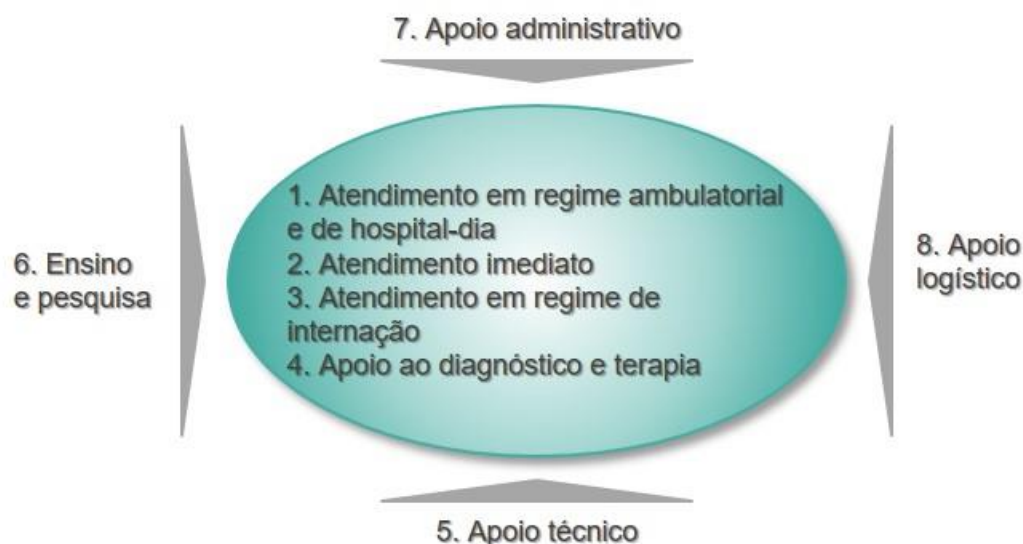 7. Apoio administrativo
1. Atendimento em regime ambulatorial
e de hospital-dia
2. Atendimento imediato
3. Atendimento em regime de
internação
4. Apoio ao diagnóstico e terapia
6. Ensino
e pesquisa
8. Apoio
logístico
5. Apoio técnico